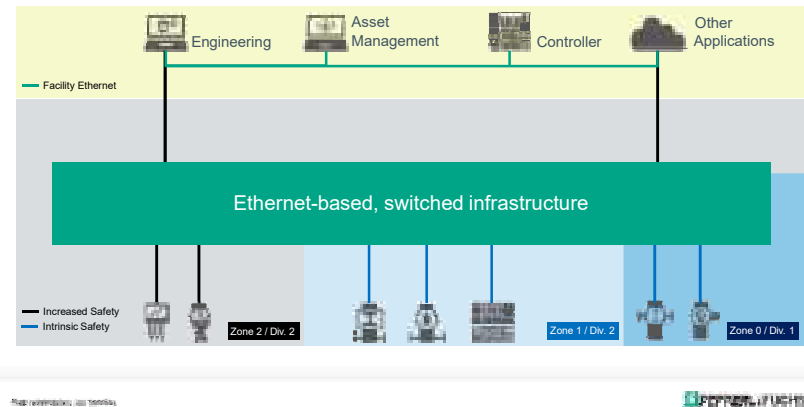 Engineering
Asset
Management
Controller
Other
Applications
Facility Ethernet
Ethernet-based, switched infrastructure
Increased Safety
Intrinsic Safety
Zone 2 / Div. 2
Zone 1 / Div. 2
Zone 0 / Div. 1